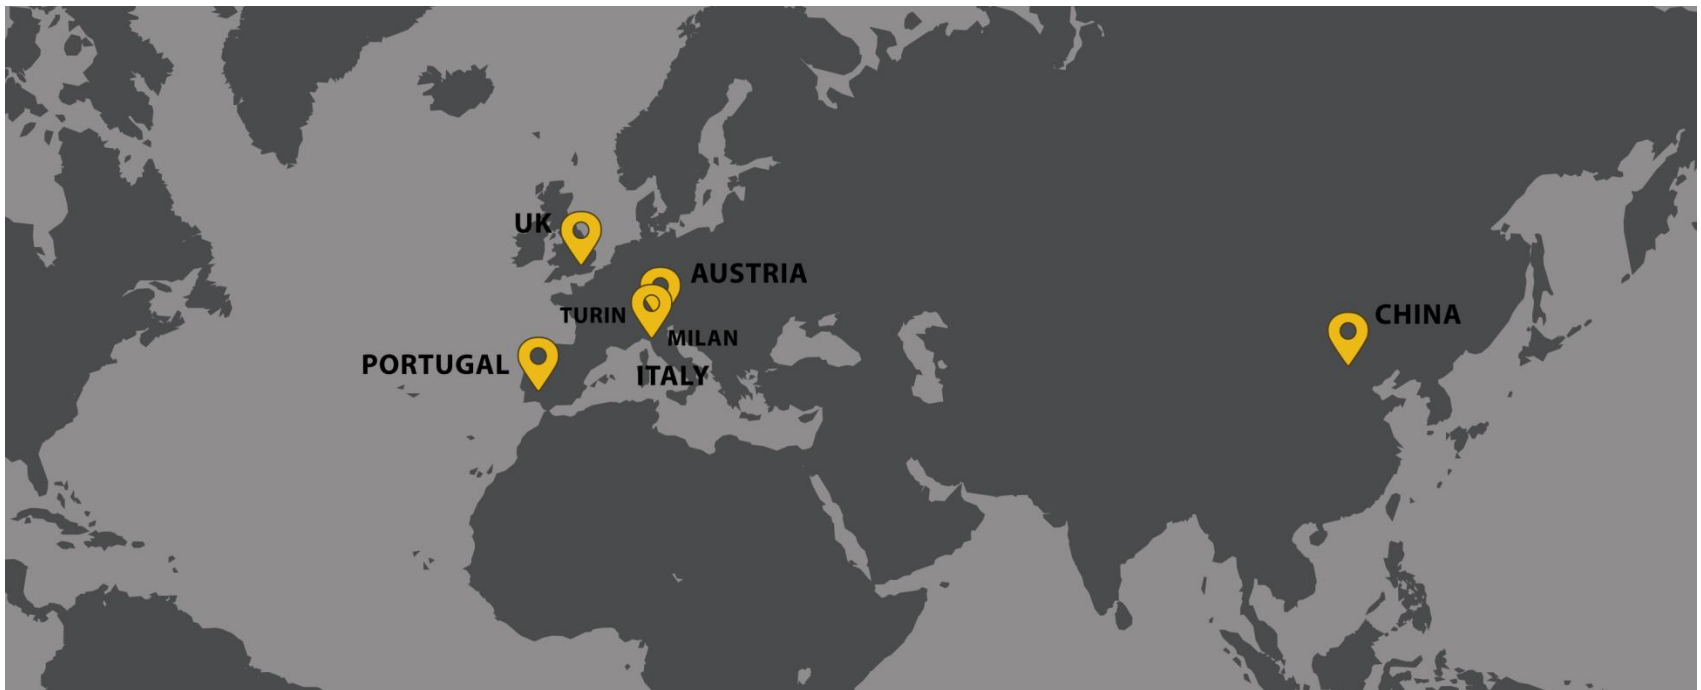 UK
AUSTRIA
TURIN
CHINA
MILAN
PORTUGAL
ITALY